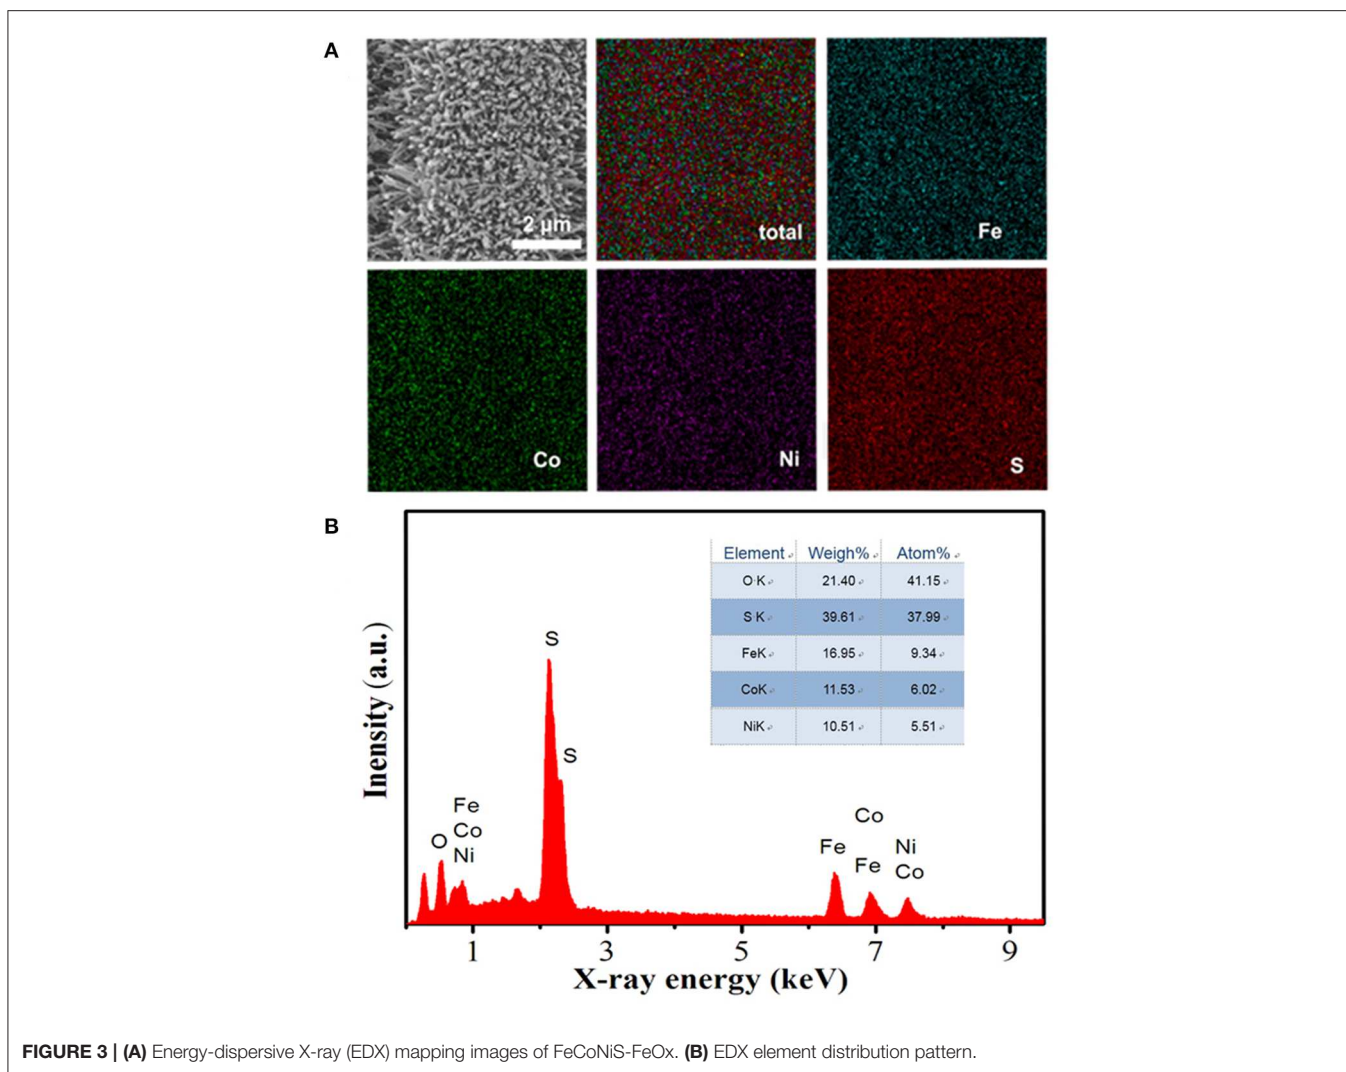 A
2 µm
total
Fe
Co
Ni
S
B
Inensity (a.u.)
Element Weigh% Atom%
O K 21.40 41.15
S K 39.61 37.99
FeK 16.95 9.34
CoK 11.53 6.02
NiK 10.51 5.51
S
S
Fe
Co
Ni
O
Fe
Co
Fe
Ni
Co
1 3 5 7 9
X-ray energy (keV)
FIGURE 3 | (A) Energy-dispersive X-ray (EDX) mapping images of FeCoNiS-FeOx. (B) EDX element distribution pattern.